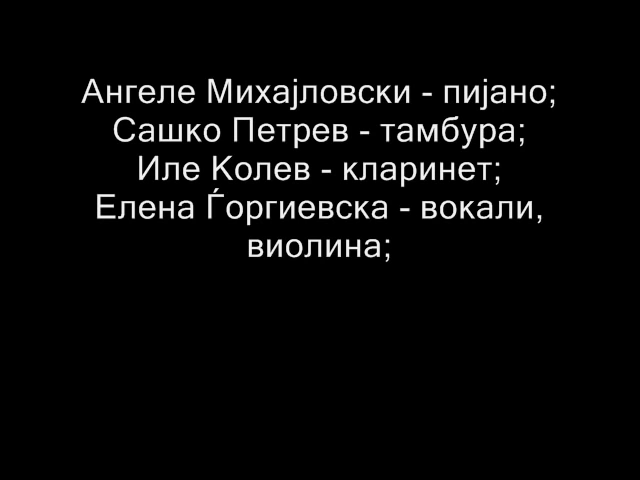 Ангеле Михајловски - пијано;
Сашко Петрев - тамбура;
Иле Колев - кларинет;
Елена Ѓоргиевска - вокали,
виолина;